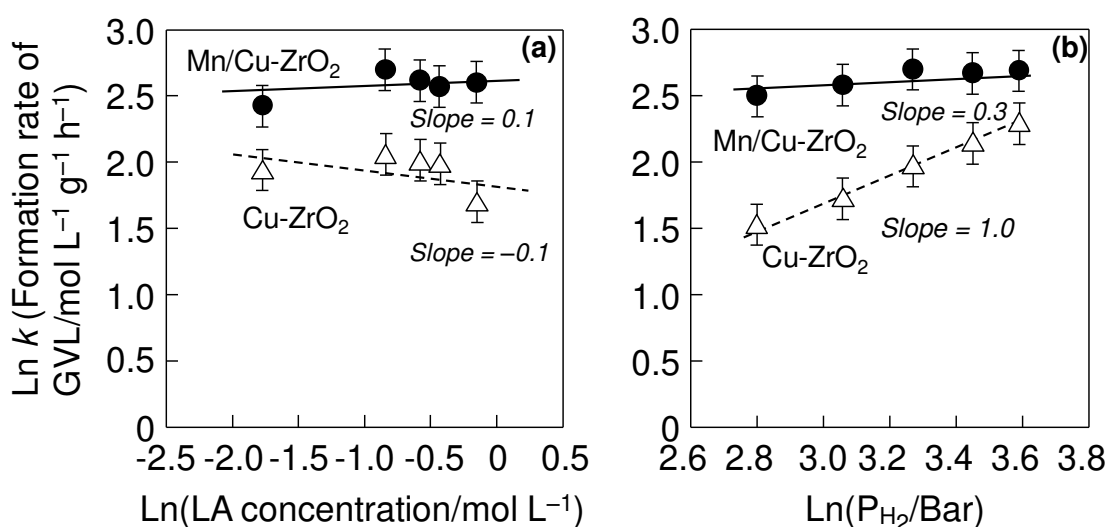 Ln k (Formation rate of
GVL/mol L⁻¹ g⁻¹ h⁻¹)
3.0
2.5
2.0
1.5
1.0
0.5
0
(a)
Mn/Cu-ZrO₂
Slope = 0.1
Cu-ZrO₂
Slope = –0.1
-2.5 -2.0 -1.5 -1.0 -0.5 0.0 0.5
Ln(LA concentration/mol L⁻¹)
3.0
2.5
2.0
1.5
1.0
0.5
0
(b)
Slope = 0.3
Mn/Cu-ZrO₂
Slope = 1.0
Cu-ZrO₂
2.6 2.8 3.0 3.2 3.4 3.6 3.8
Ln(P_H₂/Bar)